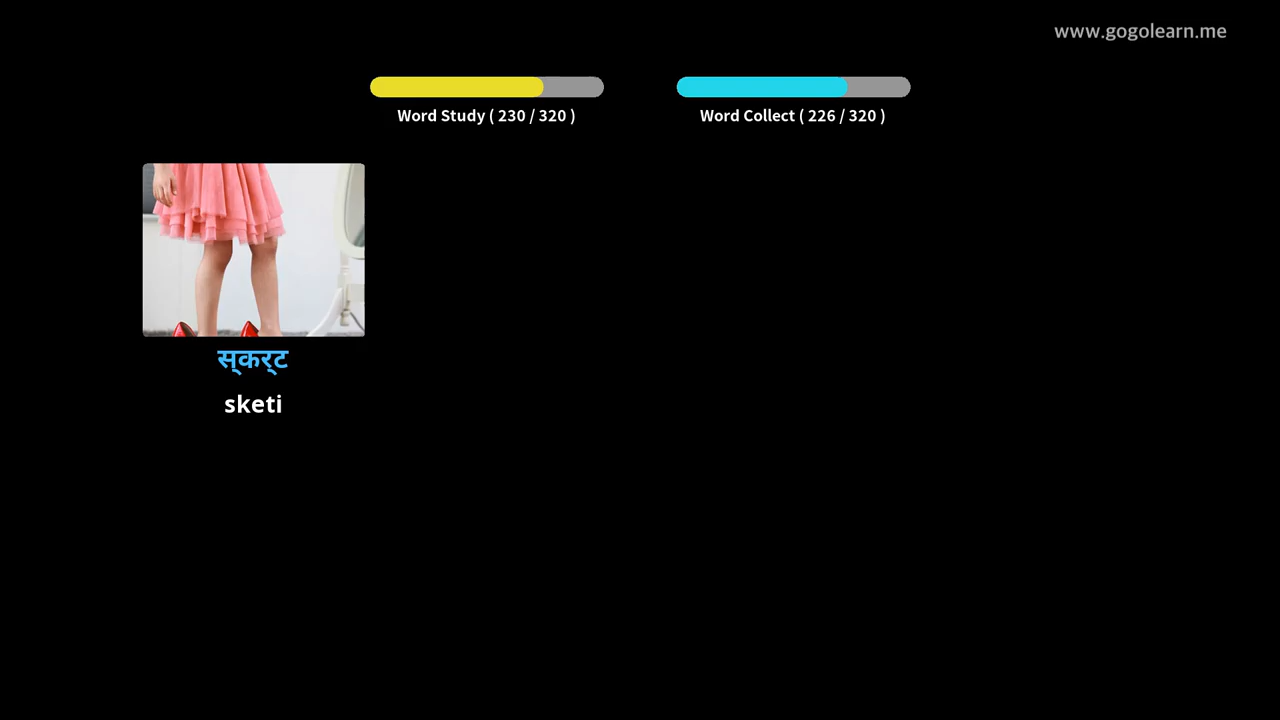 www.gogolearn.me
Word Study ( 230 / 320 )
Word Collect ( 226 / 320 )
स्कर्ट
sketi